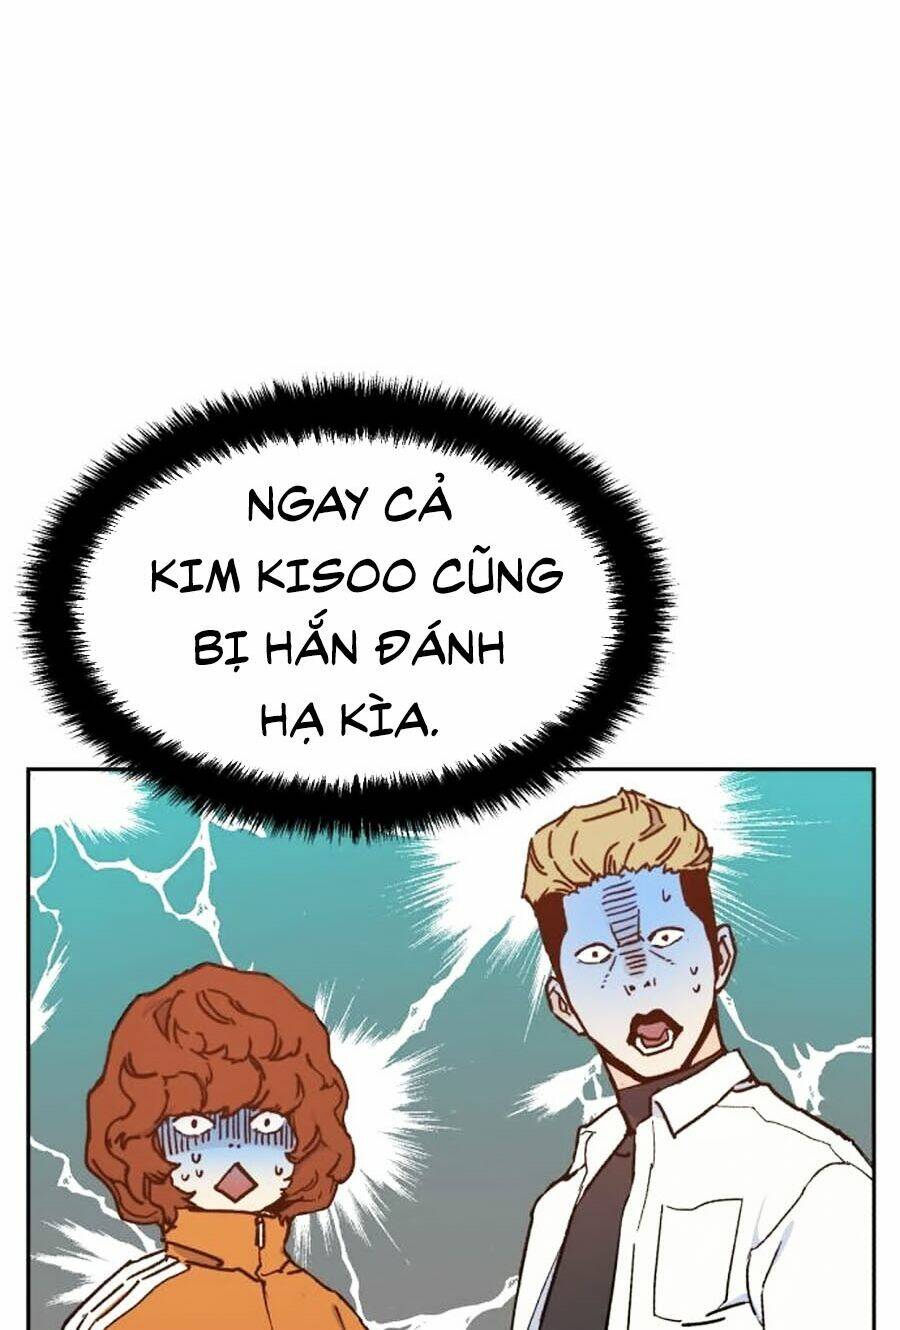 NGAY CẢ
KIM KISOO CŨNG
BỊ HẮN ĐÁNH
HẠ KÌA.